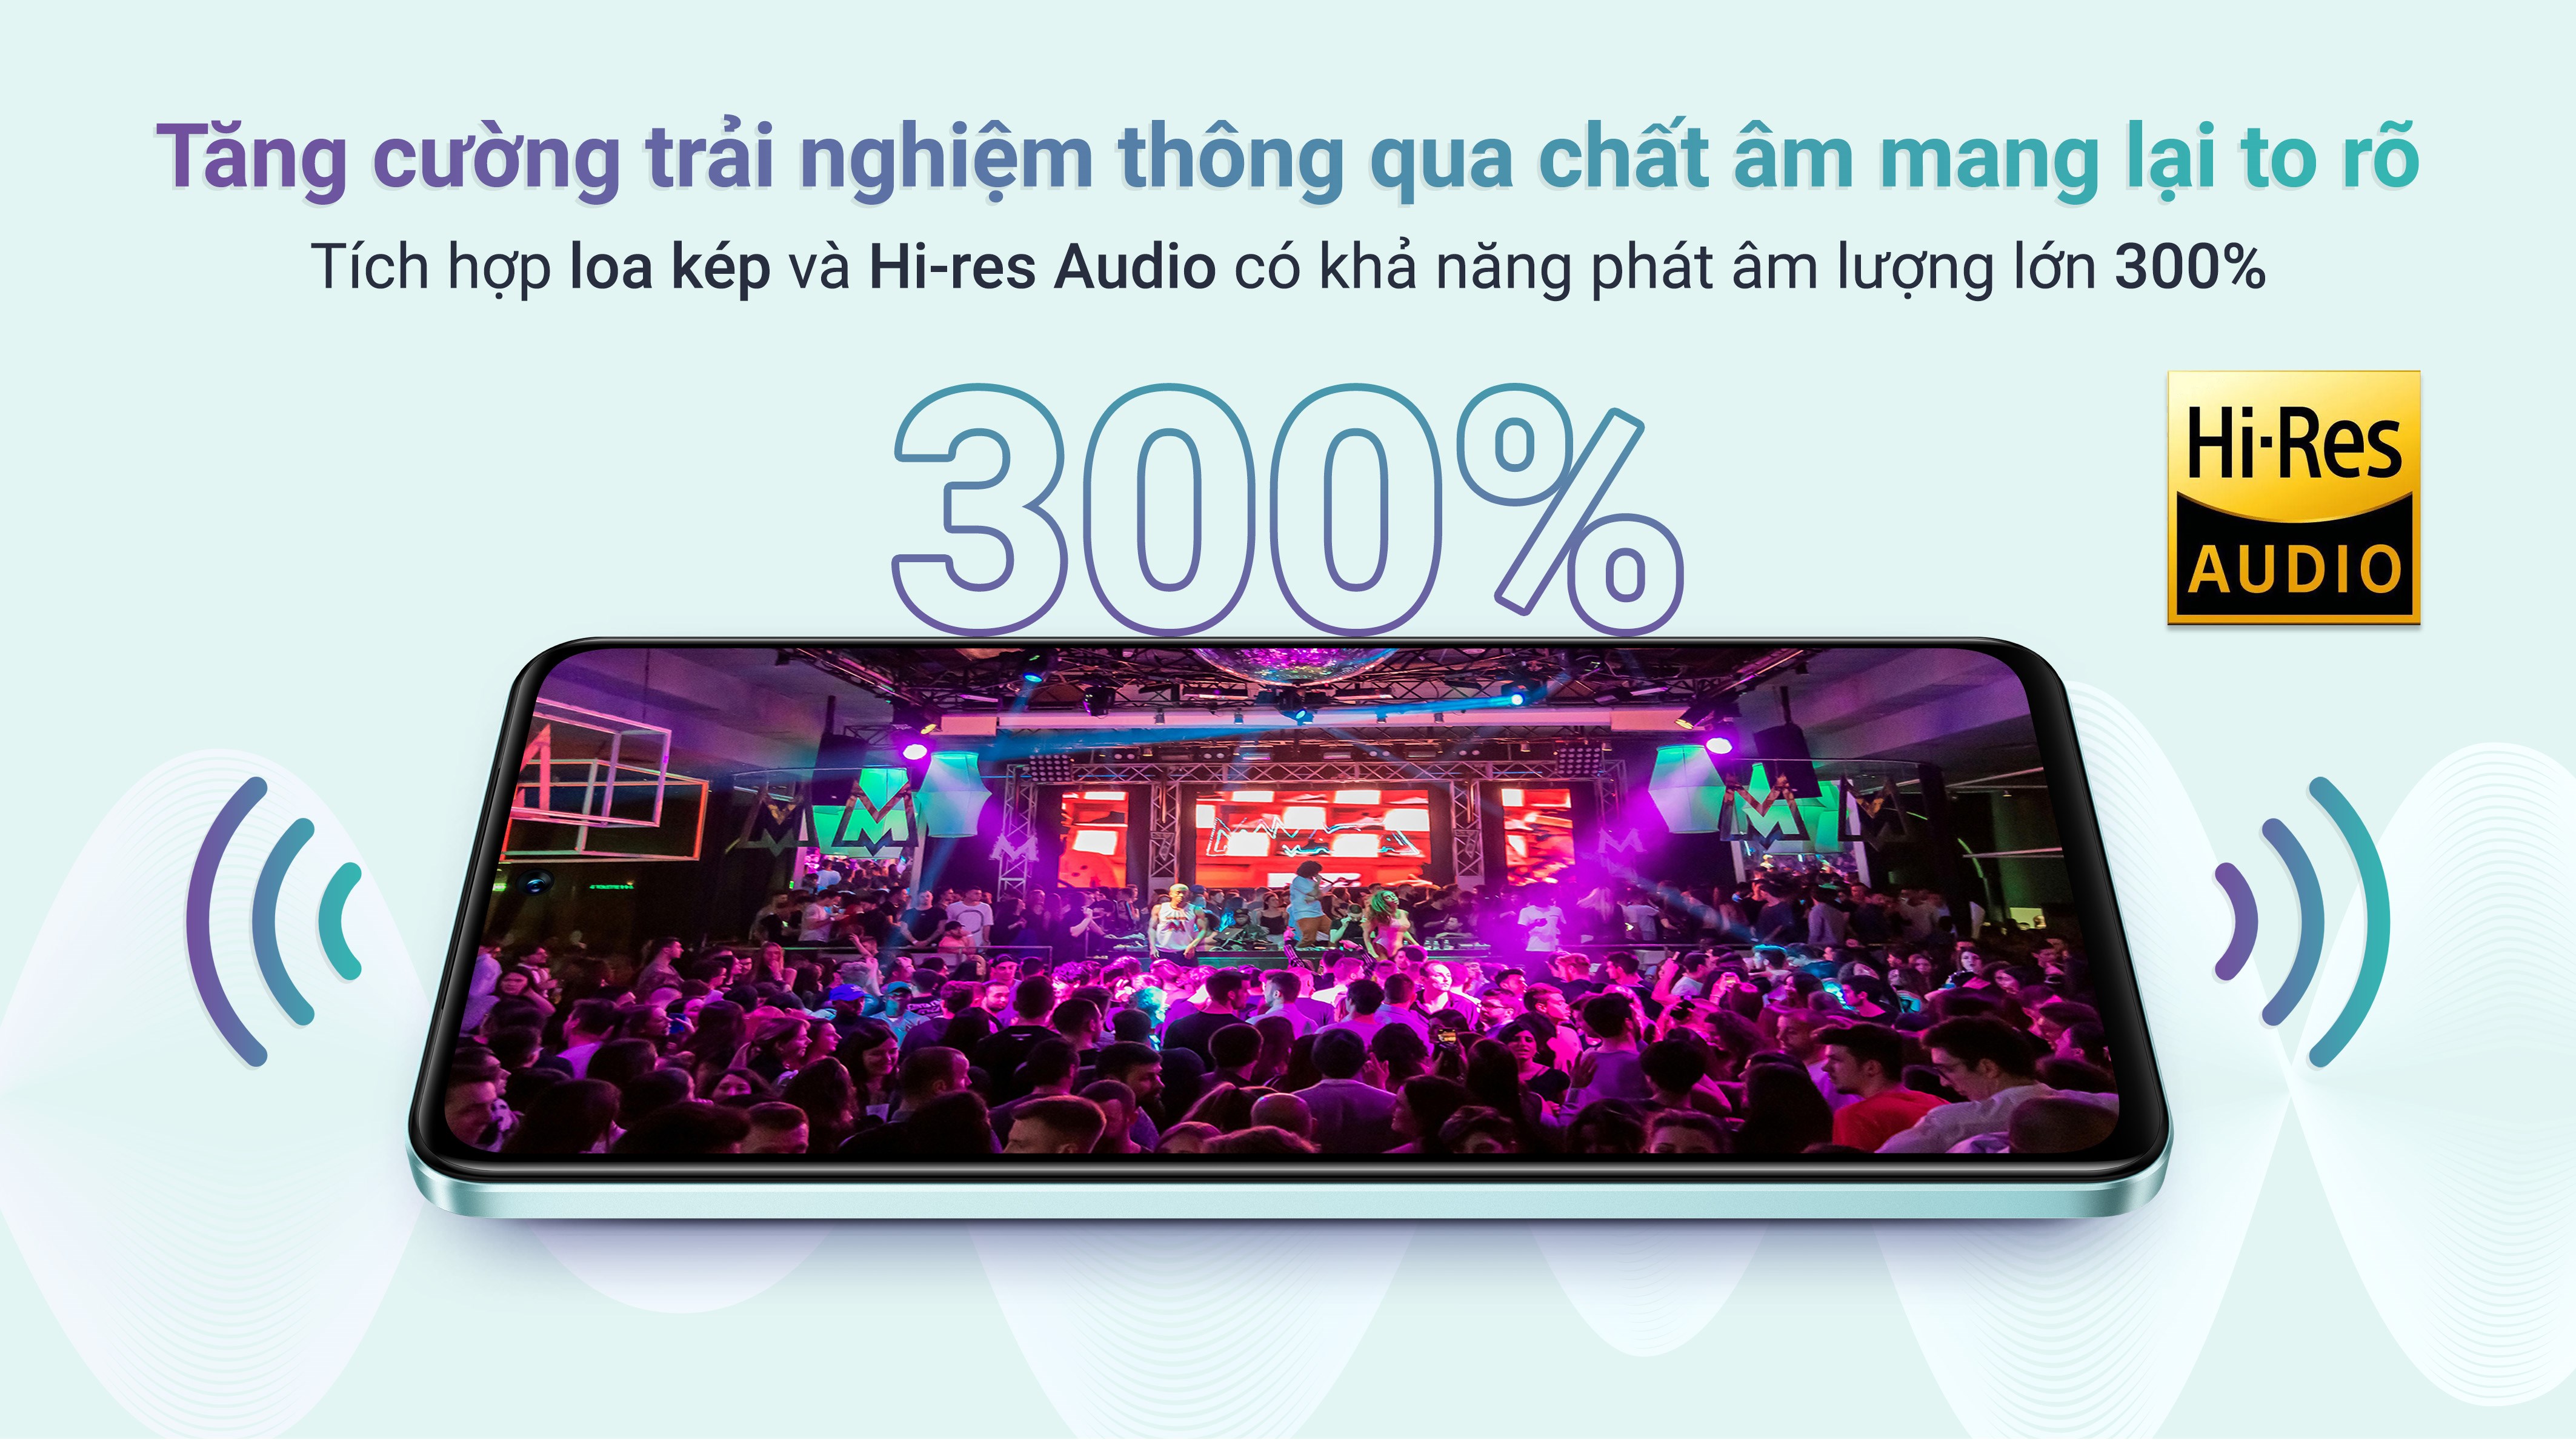 Tăng cường trải nghiệm thông qua chất âm mang lại to rõ
Tích hợp loa kép và Hi-res Audio có khả năng phát âm lượng lớn 300%
300%
Hi-Res
AUDIO
M M M M
M M